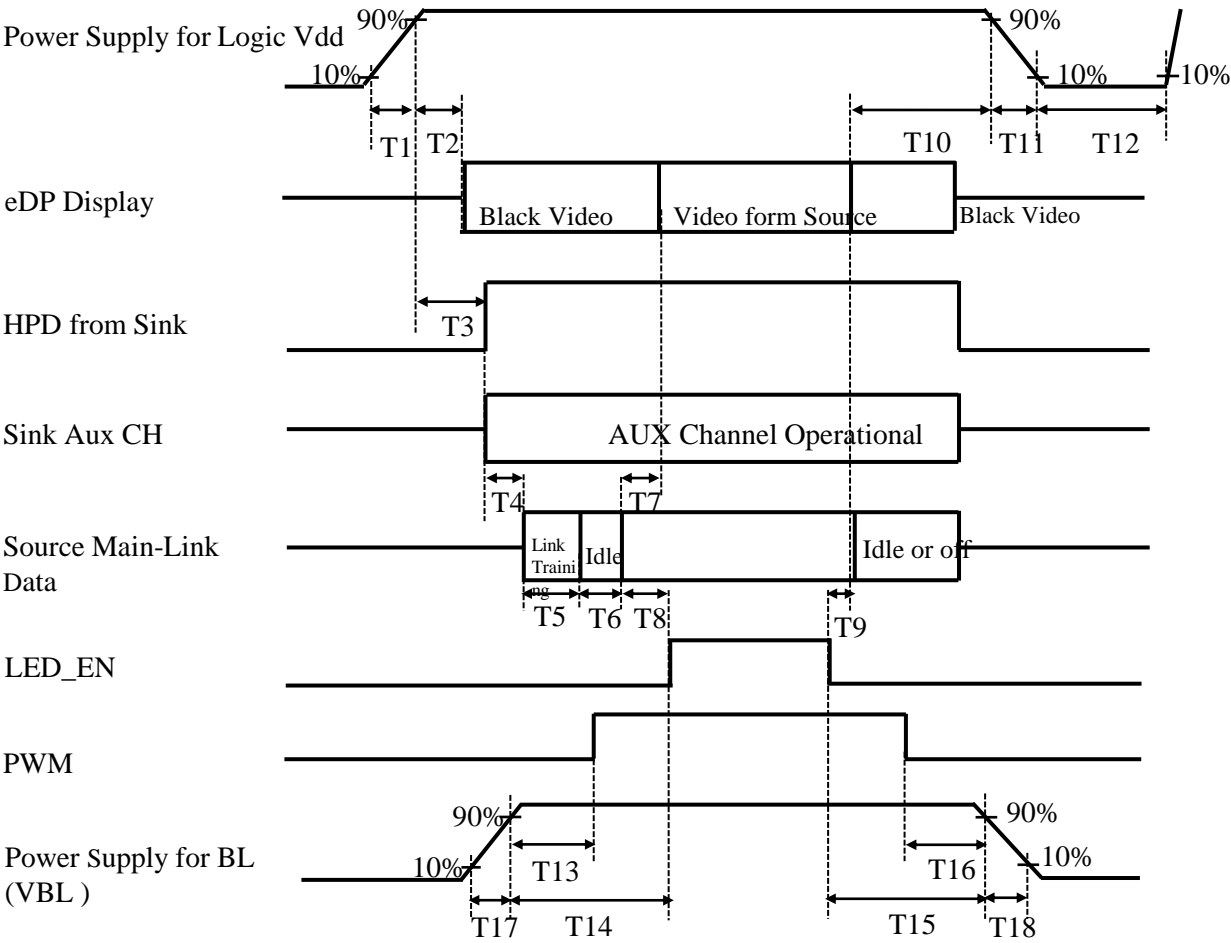 90%
90%
Power Supply for Logic Vdd
10%
10%
10%
T1
T2
T10
T11
T12
eDP Display
Black Video
Video form Source
Black Video
HPD from Sink
T3
Sink Aux CH
AUX Channel Operational
T4
T7
Source Main-Link
Data
Link
Traini
ng
Idle
Idle or off
T5
T6
T8
T9
LED_EN
PWM
90%
90%
Power Supply for BL
(VBL )
10%
10%
T13
T16
T17
T14
T15
T18